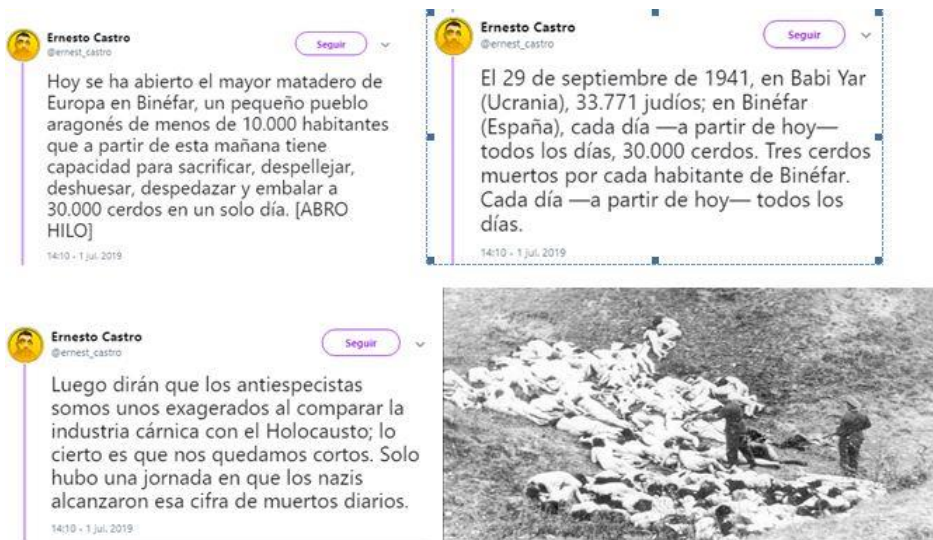 Ernesto Castro
@ernest_castro
Seguir
Hoy se ha abierto el mayor matadero de
Europa en Binéfar, un pequeño pueblo
aragonés de menos de 10.000 habitantes
que a partir de esta mañana tiene
capacidad para sacrificar, despellejar,
deshuesar, despedazar y embalar a
30.000 cerdos en un solo día. [ABRO
HILO]
14:10 - 1 jul. 2019
Ernesto Castro
@ernest_castro
Seguir
El 29 de septiembre de 1941, en Babi Yar
(Ucrania), 33.771 judíos; en Binéfar
(España), cada día —a partir de hoy—
todos los días, 30.000 cerdos. Tres cerdos
muertos por cada habitante de Binéfar.
Cada día —a partir de hoy— todos los
días.
14:10 - 1 jul. 2019
Ernesto Castro
@ernest_castro
Seguir
Luego dirán que los antiespecistas
somos unos exagerados al comparar la
industria cárnica con el Holocausto; lo
cierto es que nos quedamos cortos. Solo
hubo una jornada en que los nazis
alcanzaron esa cifra de muertos diarios.
14:10 - 1 jul. 2019